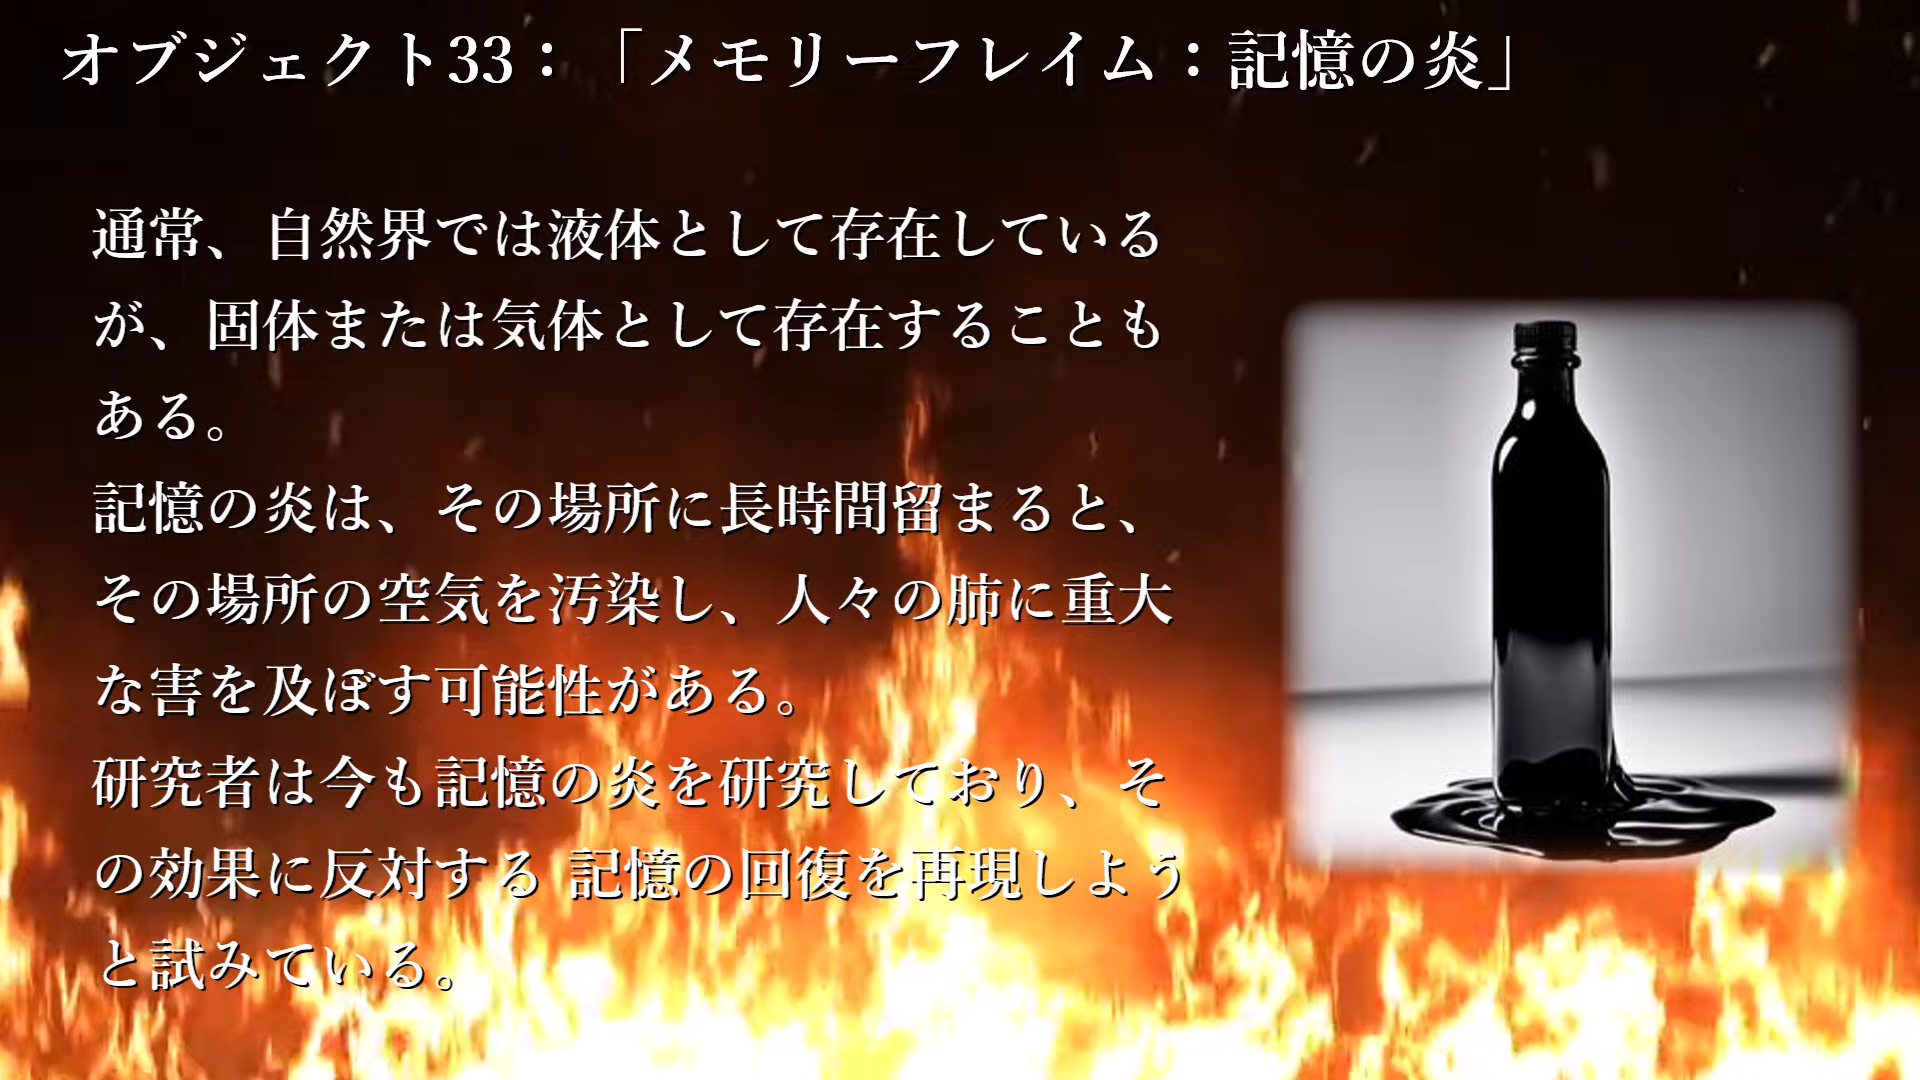 オブジェクト33：「メモリーフレイム：記憶の炎」
通常、自然界では液体として存在している
が、固体または気体として存在することも
ある。
記憶の炎は、その場所に長時間留まると、
その場所の空気を汚染し、人々の肺に重大
な害を及ぼす可能性がある。
研究者は今も記憶の炎を研究しており、そ
の効果に反対する 記憶の回復を再現しよう
と試みている。